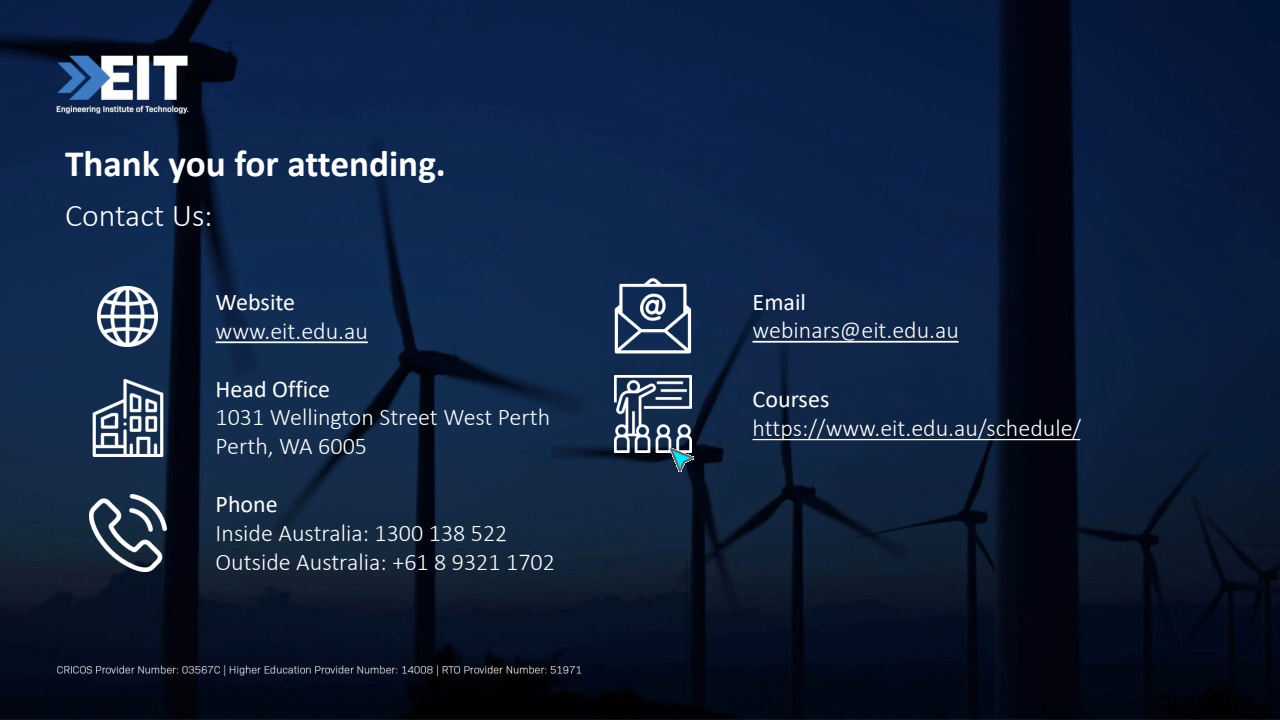 EIT
Engineering Institute of Technology.
Thank you for attending.
Contact Us:
Website
www.eit.edu.au
Head Office
1031 Wellington Street West Perth
Perth, WA 6005
Phone
Inside Australia: 1300 138 522
Outside Australia: +61 8 9321 1702
@
Email
webinars@eit.edu.au
Courses
https://www.eit.edu.au/schedule/
CRICOS Provider Number: 03567C | Higher Education Provider Number: 14008 | RTO Provider Number: 51971